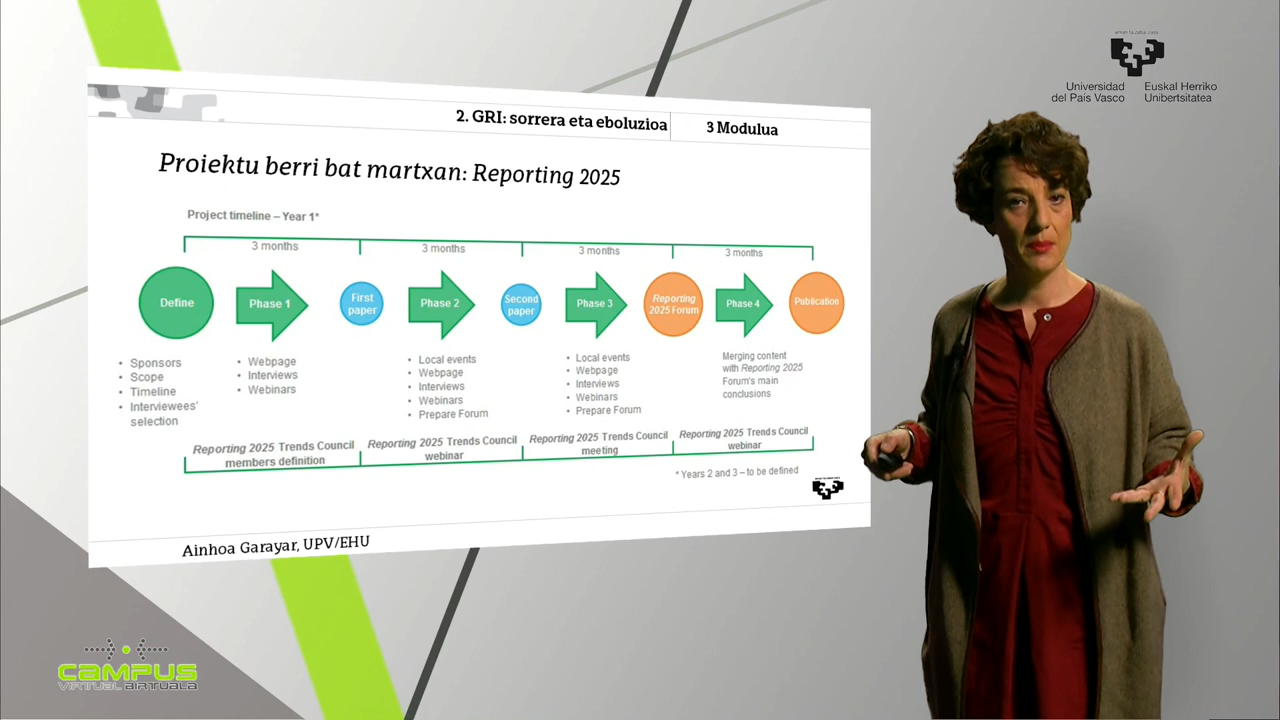 eman ta zabal zazu
Universidad
del País Vasco
Euskal Herriko
Unibertsitatea
2. GRI: sorrera eta eboluzioa
3 Modulua
Proiektu berri bat martxan: Reporting 2025
Project timeline – Year 1*
3 months
3 months
3 months
3 months
Define
Phase 1
First
paper
Phase 2
Second
paper
Phase 3
Reporting
2025 Forum
Phase 4
Publication
• Sponsors
• Scope
• Timeline
• Interviewees'
selection
• Webpage
• Interviews
• Webinars
• Local events
• Webpage
• Interviews
• Webinars
• Prepare Forum
• Local events
• Webpage
• Interviews
• Webinars
• Prepare Forum
Merging content
with Reporting 2025
Forum's main
conclusions
Reporting 2025 Trends Council
members definition
Reporting 2025 Trends Council
webinar
Reporting 2025 Trends Council
meeting
Reporting 2025 Trends Council
webinar
* Years 2 and 3 – to be defined
Ainhoa Garayar, UPV/EHU
CAMPUS
VIRTUAL BIRTUALA